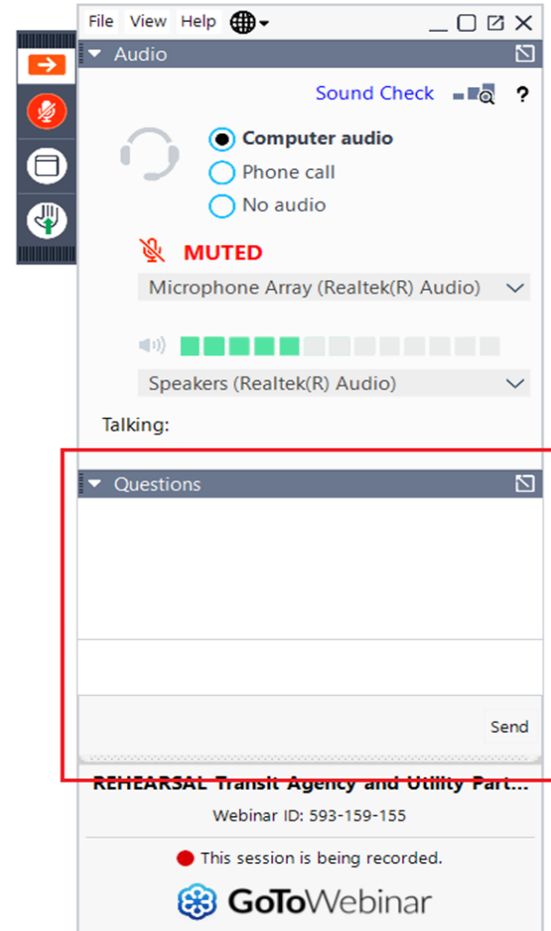 File View Help
Audio
Sound Check ?
Computer audio
Phone call
No audio
MUTED
Microphone Array (Realtek(R) Audio)
Speakers (Realtek(R) Audio)
Talking:
Questions
Send
REHEARSAL Transit Agency and Utility Part...
Webinar ID: 593-159-155
This session is being recorded.
GoToWebinar